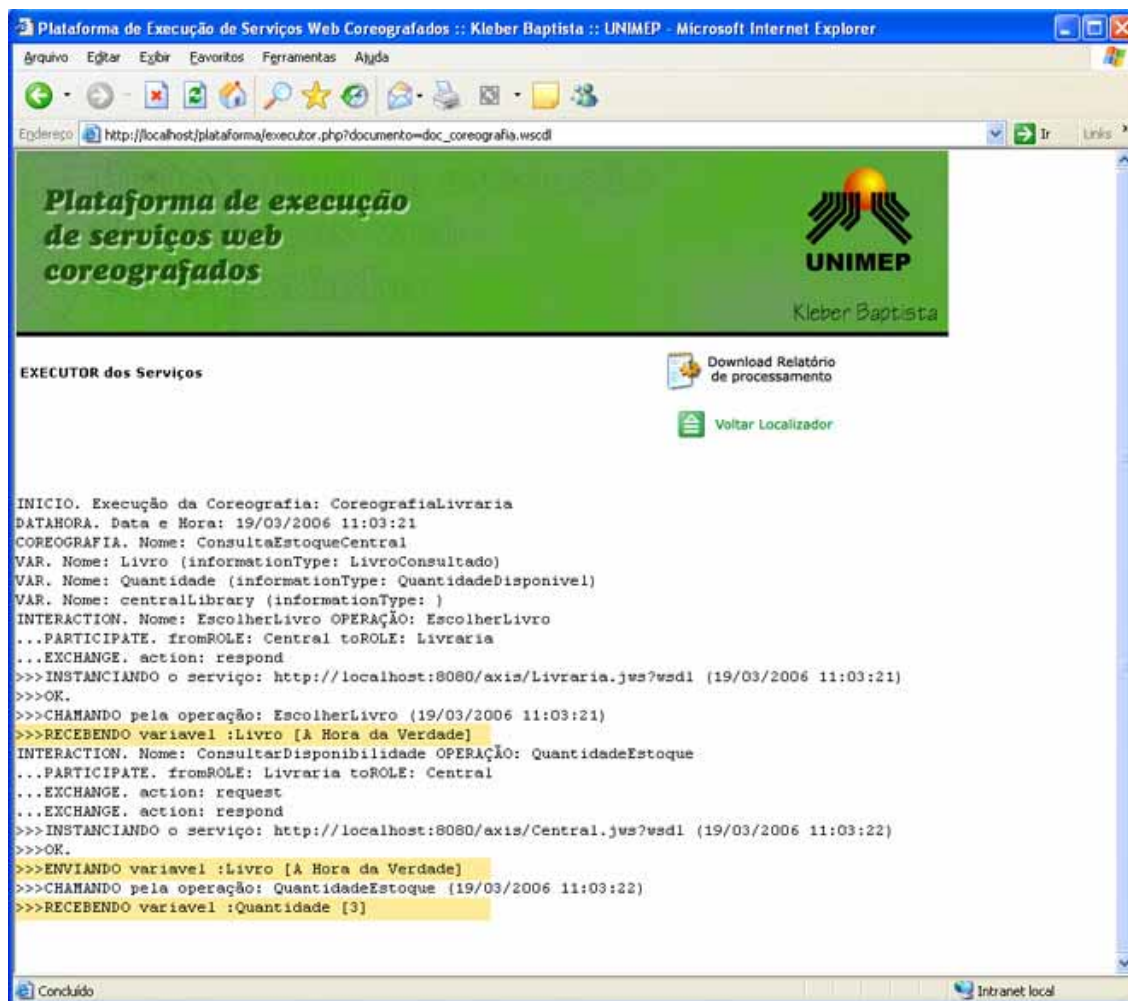 Plataforma de Execução de Serviços Web Coreografados :: Kleber Baptista :: UNIMEP - Microsoft Internet Explorer
Arquivo Editar Exibir Favoritos Ferramentas Ajuda
Endereço http://localhost/plataforma/executor.php?documento=doc_coreografia.wscdl Ir Links
Plataforma de execução
de serviços web
coreografados
UNIMEP
Kleber Baptista
EXECUTOR dos Serviços
Download Relatório
de processamento
Voltar Localizador
INICIO. Execução da Coreografia: CoreografiaLivraria
DATAHORA. Data e Hora: 19/03/2006 11:03:21
COREOGRAFIA. Nome: ConsultaEstoqueCentral
VAR. Nome: Livro (informationType: LivroConsultado)
VAR. Nome: Quantidade (informationType: QuantidadeDisponivel)
VAR. Nome: centralLibrary (informationType: )
INTERACTION. Nome: EscolherLivro OPERAÇÃO: EscolherLivro
...PARTICIPATE. fromROLE: Central toROLE: Livraria
...EXCHANGE. action: respond
>>>INSTANCIANDO o serviço: http://localhost:8080/axis/Livraria.jws?wsdl (19/03/2006 11:03:21)
>>>OK.
>>>CHAMANDO pela operação: EscolherLivro (19/03/2006 11:03:21)
>>>RECEBENDO variavel :Livro [A Hora da Verdade]
INTERACTION. Nome: ConsultarDisponibilidade OPERAÇÃO: QuantidadeEstoque
...PARTICIPATE. fromROLE: Livraria toROLE: Central
...EXCHANGE. action: request
...EXCHANGE. action: respond
>>>INSTANCIANDO o serviço: http://localhost:8080/axis/Central.jws?wsdl (19/03/2006 11:03:22)
>>>OK.
>>>ENVIANDO variavel :Livro [A Hora da Verdade]
>>>CHAMANDO pela operação: QuantidadeEstoque (19/03/2006 11:03:22)
>>>RECEBENDO variavel :Quantidade [3]
Concluído
Intranet local